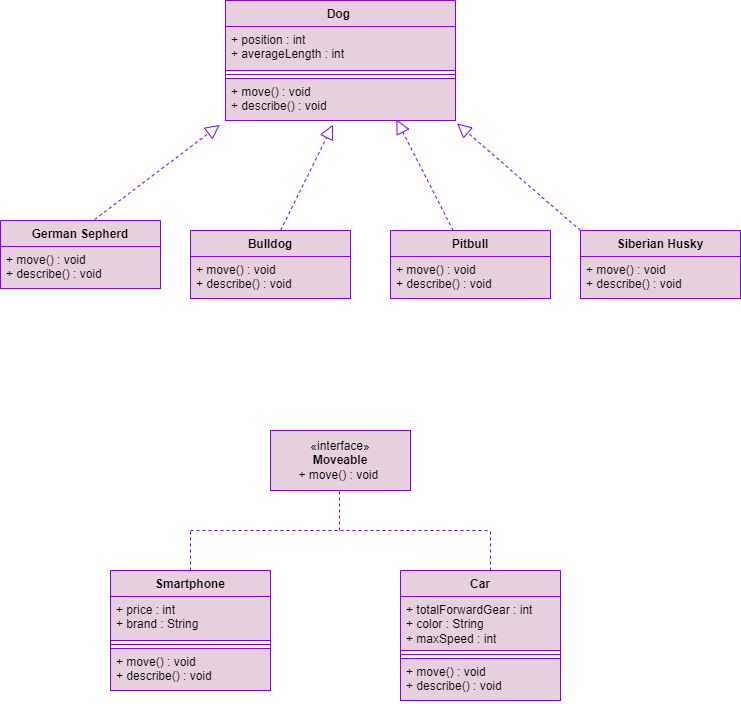 Dog
+ position : int
+ averageLength : int
+ move() : void
+ describe() : void
German Sepherd
+ move() : void
+ describe() : void
Bulldog
+ move() : void
+ describe() : void
Pitbull
+ move() : void
+ describe() : void
Siberian Husky
+ move() : void
+ describe() : void
«interface»
Moveable
+ move() : void
Smartphone
+ price : int
+ brand : String
+ move() : void
+ describe() : void
Car
+ totalForwardGear : int
+ color : String
+ maxSpeed : int
+ move() : void
+ describe() : void